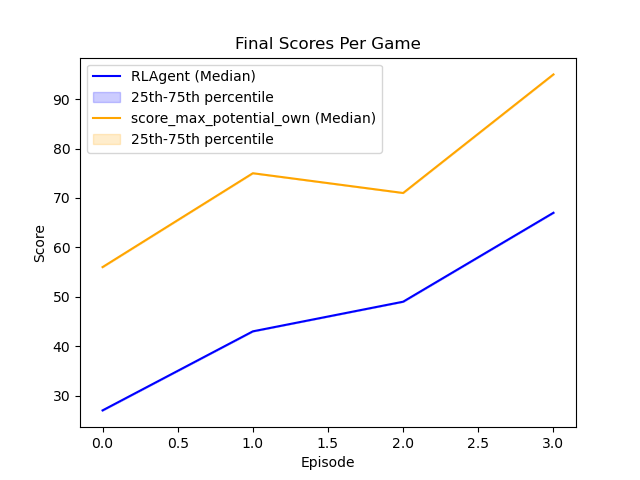 Final Scores Per Game
RLAgent (Median)
25th-75th percentile
score_max_potential_own (Median)
25th-75th percentile
Score
90
80
70
60
50
40
30
0.0 0.5 1.0 1.5 2.0 2.5 3.0
Episode